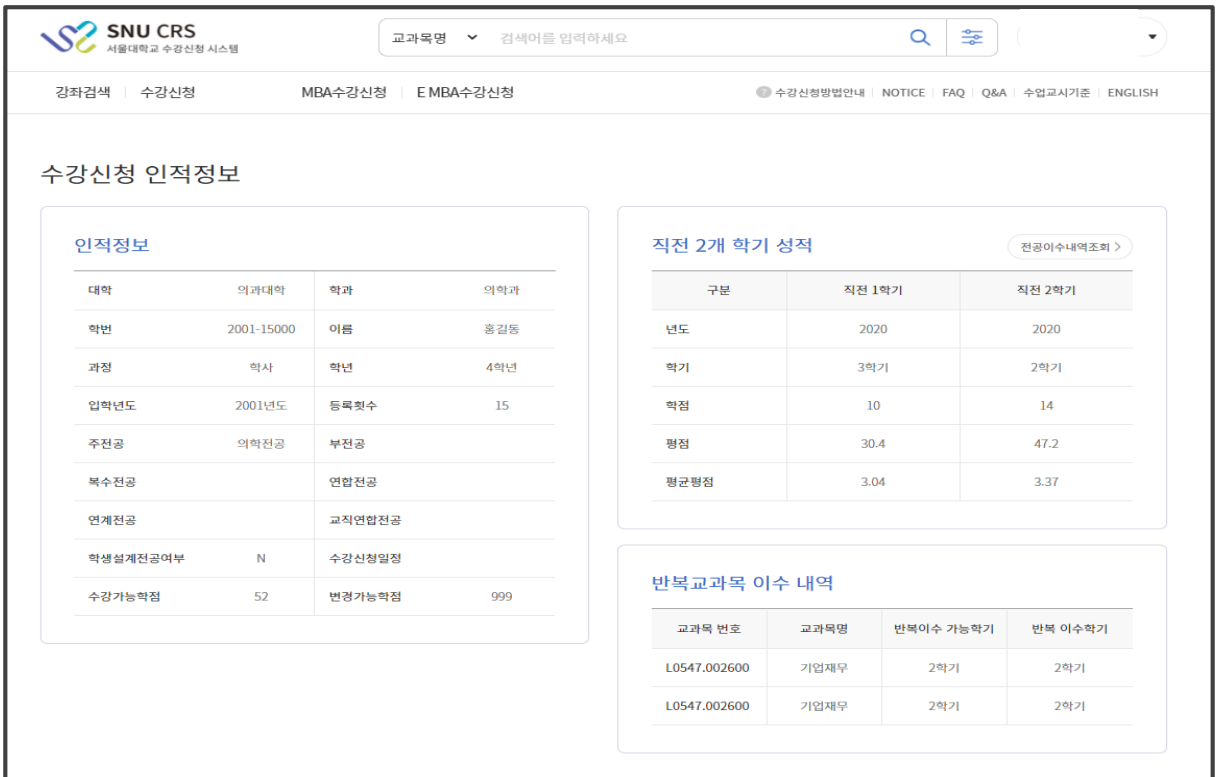 SNU CRS
서울대학교 수강신청 시스템
교과목명 검색어를 입력하세요
강좌검색 수강신청 MBA수강신청 E MBA수강신청
? 수강신청방법안내 NOTICE FAQ Q&A 수업교시기준 ENGLISH
수강신청 인적정보
인적정보
대학 의과대학 학과 의학과
학번 2001-15000 이름 홍길동
과정 학사 학년 4학년
입학년도 2001년도 등록횟수 15
주전공 의학전공 부전공
복수전공 연합전공
연계전공 교직연합전공
학생설계전공여부 N 수강신청일정
수강가능학점 52 변경가능학점 999
직전 2개 학기 성적 전공이수내역조회 >
구분 직전 1학기 직전 2학기
년도 2020 2020
학기 3학기 2학기
학점 10 14
평점 30.4 47.2
평균평점 3.04 3.37
반복교과목 이수 내역
교과목 번호 교과목명 반복이수 가능학기 반복 이수학기
L0547.002600 기업재무 2학기 2학기
L0547.002600 기업재무 2학기 2학기